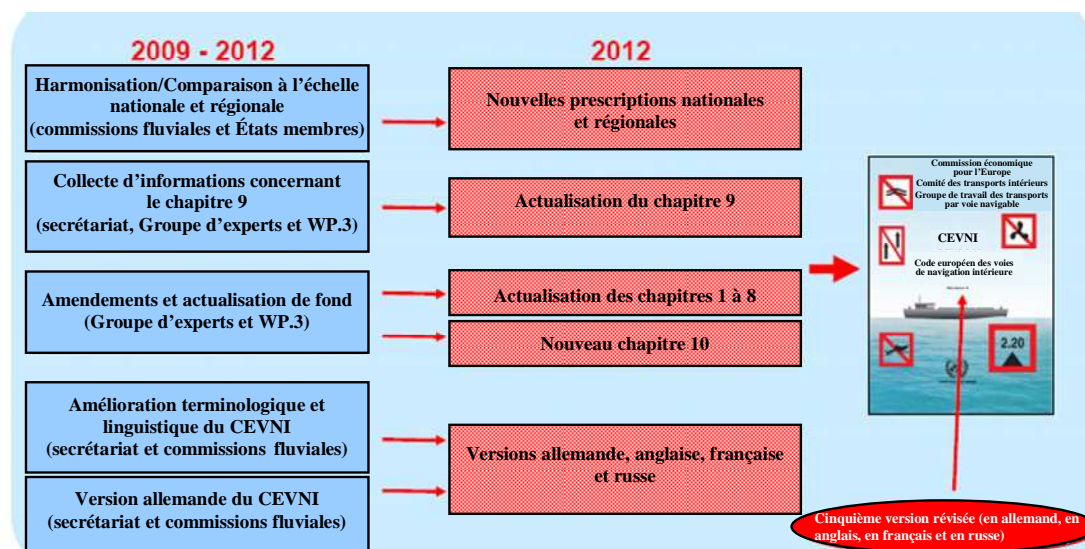 2009 - 2012
Harmonisation/Comparaison à l'échelle
nationale et régionale
(commissions fluviales et États membres)
Collecte d'informations concernant
le chapitre 9
(secrétariat, Groupe d'experts et WP.3)
Amendements et actualisation de fond
(Groupe d'experts et WP.3)
Amélioration terminologique et
linguistique du CEVNI
(secrétariat et commissions fluviales)
Version allemande du CEVNI
(secrétariat et commissions fluviales)
2012
Nouvelles prescriptions nationales
et régionales
Actualisation du chapitre 9
Actualisation des chapitres 1 à 8
Nouveau chapitre 10
Versions allemande, anglaise, française
et russe
Commission économique
pour l'Europe
Comité des transports intérieurs
Groupe de travail des transports
par voie navigable
CEVNI
Code européen des voies
de navigation intérieure
2.20
Cinquième version révisée (en allemand, en
anglais, en français et en russe)